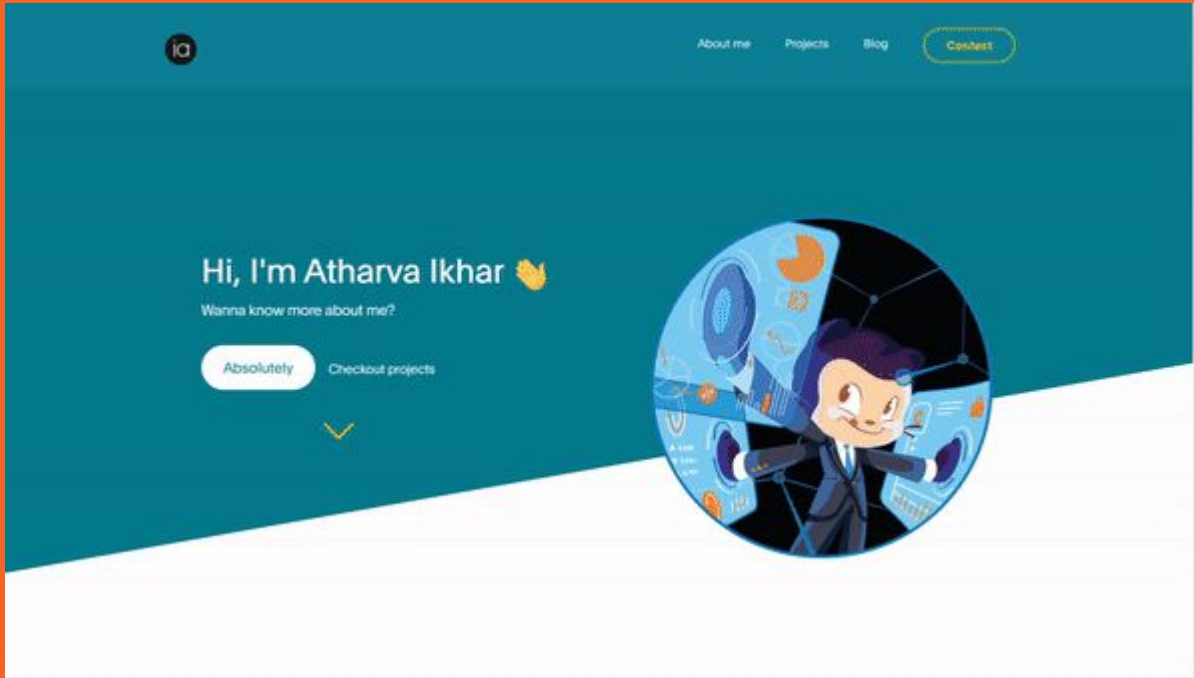 ia
About me Projects Blog Contact
Hi, I'm Atharva Ikhar 👋
Wanna know more about me?
Absolutely Checkout projects